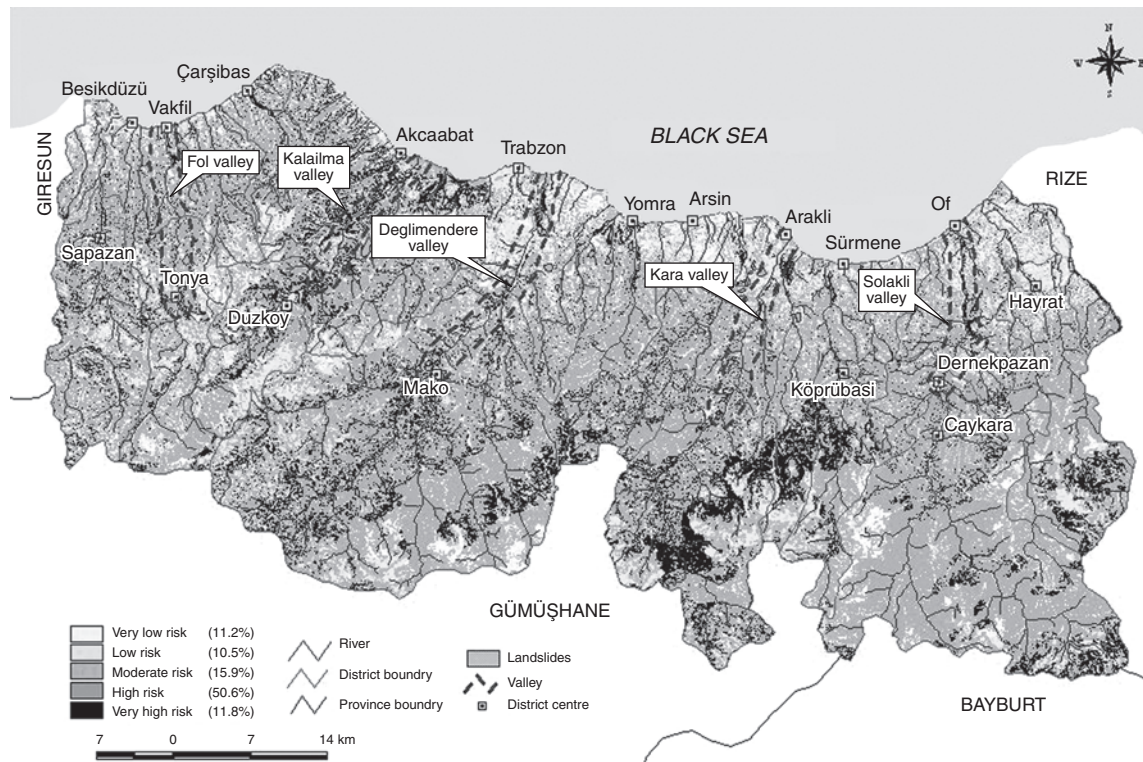 N
W
E
S
Çarşibas
Beşikdüzü
Vakfil
Akcaabat
Trabzon
BLACK SEA
GIRESUN
RIZE
Fol valley
Kalailma
valley
Deglimendere
valley
Yomra
Arsin
Arakli
Sürmene
Of
Sapazan
Tonya
Duzkoy
Kara valley
Solakli
valley
Hayrat
Mako
Köprübasi
Dernekpazan
Caykara
GÜMÜŞHANE
BAYBURT
Very low risk (11.2%)
Low risk (10.5%)
Moderate risk (15.9%)
High risk (50.6%)
Very high risk (11.8%)
River
District boundry
Province boundry
Landslides
Valley
District centre
7 0 7 14 km